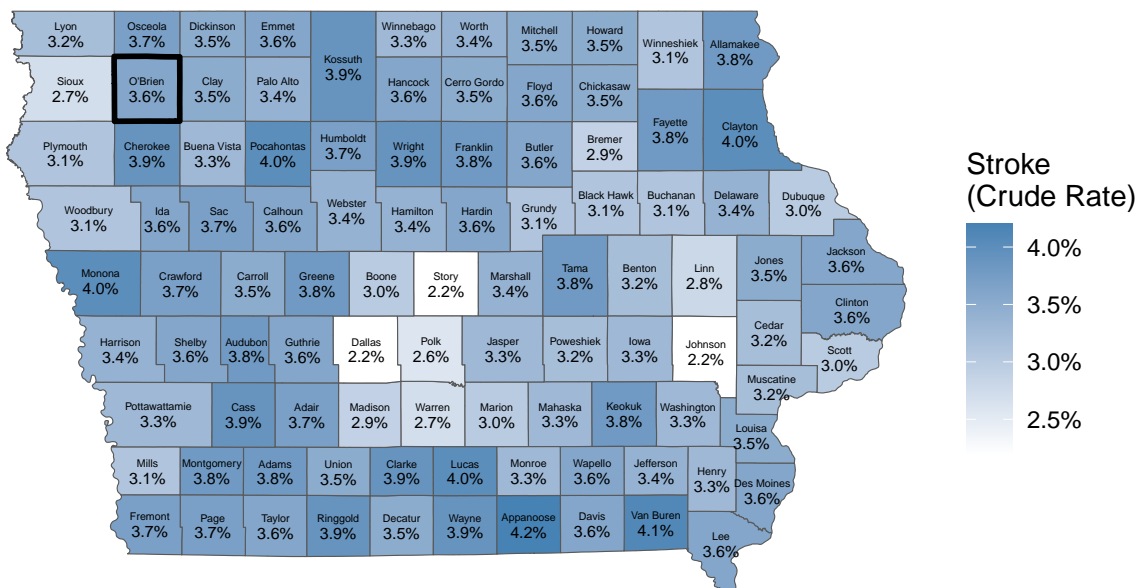 Lyon
3.2%
Osceola
3.7%
Dickinson
3.5%
Emmet
3.6%
Kossuth
3.9%
Winnebago
3.3%
Worth
3.4%
Mitchell
3.5%
Howard
3.5%
Winneshiek
3.1%
Allamakee
3.8%
Sioux
2.7%
O'Brien
3.6%
Clay
3.5%
Palo Alto
3.4%
Hancock
3.6%
Cerro Gordo
3.5%
Floyd
3.6%
Chickasaw
3.5%
Plymouth
3.1%
Cherokee
3.9%
Buena Vista
3.3%
Pocahontas
4.0%
Humboldt
3.7%
Wright
3.9%
Franklin
3.8%
Butler
3.6%
Bremer
2.9%
Fayette
3.8%
Clayton
4.0%
Woodbury
3.1%
Ida
3.6%
Sac
3.7%
Calhoun
3.6%
Webster
3.4%
Hamilton
3.4%
Hardin
3.6%
Grundy
3.1%
Black Hawk
3.1%
Buchanan
3.1%
Delaware
3.4%
Dubuque
3.0%
Monona
4.0%
Crawford
3.7%
Carroll
3.5%
Greene
3.8%
Boone
3.0%
Story
2.2%
Marshall
3.4%
Tama
3.8%
Benton
3.2%
Linn
2.8%
Jones
3.5%
Jackson
3.6%
Clinton
3.6%
Harrison
3.4%
Shelby
3.6%
Audubon
3.8%
Guthrie
3.6%
Dallas
2.2%
Polk
2.6%
Jasper
3.3%
Poweshiek
3.2%
Iowa
3.3%
Johnson
2.2%
Cedar
3.2%
Scott
3.0%
Muscatine
3.2%
Pottawattamie
3.3%
Cass
3.9%
Adair
3.7%
Madison
2.9%
Warren
2.7%
Marion
3.0%
Mahaska
3.3%
Keokuk
3.8%
Washington
3.3%
Louisa
3.5%
Mills
3.1%
Montgomery
3.8%
Adams
3.8%
Union
3.5%
Clarke
3.9%
Lucas
4.0%
Monroe
3.3%
Wapello
3.6%
Jefferson
3.4%
Henry
3.3%
Des Moines
3.6%
Fremont
3.7%
Page
3.7%
Taylor
3.6%
Ringgold
3.9%
Decatur
3.5%
Wayne
3.9%
Appanoose
4.2%
Davis
3.6%
Van Buren
4.1%
Lee
3.6%
Stroke
(Crude Rate)
4.0%
3.5%
3.0%
2.5%